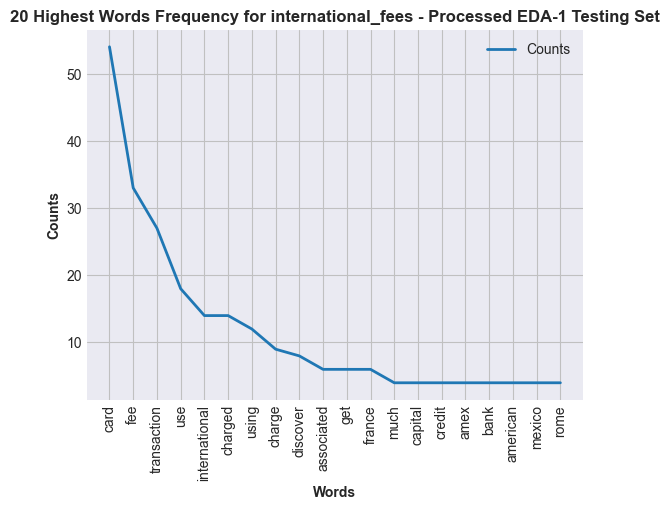 20 Highest Words Frequency for international_fees - Processed EDA-1 Testing Set
Counts
50
40
30
20
10
Counts
card
fee
transaction
use
international
charged
using
charge
discover
associated
get
france
much
capital
credit
amex
bank
american
mexico
rome
Words